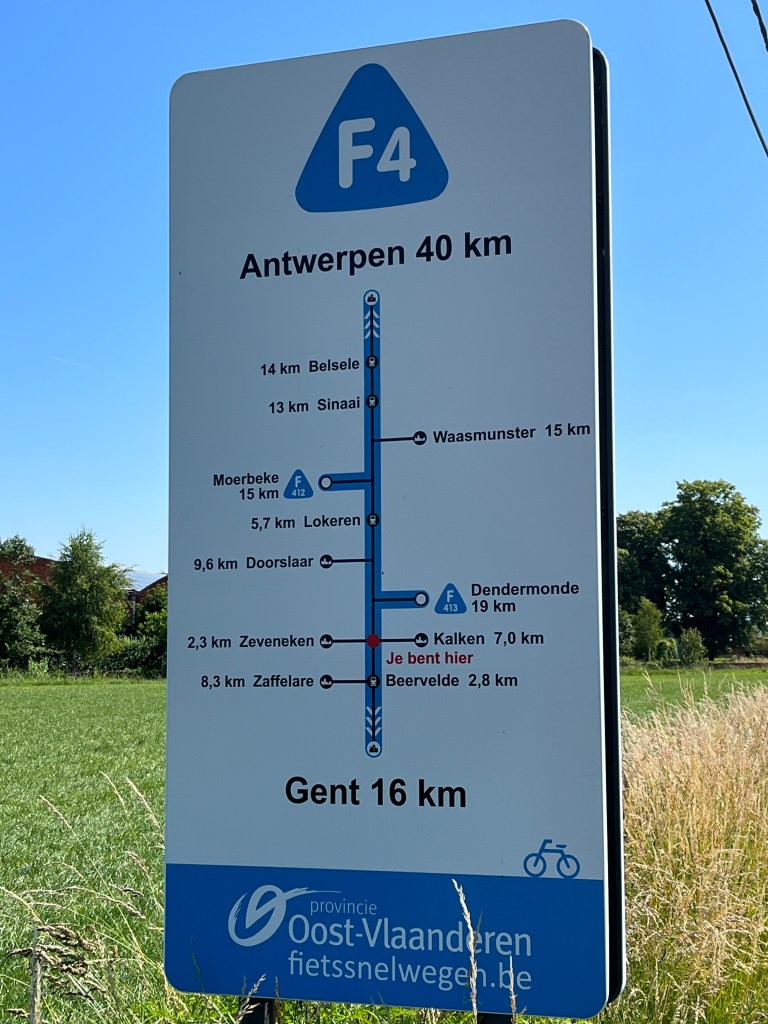 F4
Antwerpen 40 km
14 km Belsele
13 km Sinaai
Waasmunster 15 km
Moerbeke
15 km
F
412
5,7 km Lokeren
9,6 km Doorslaar
F
413
Dendermonde
19 km
2,3 km Zeveneken
Kalken 7,0 km
Je bent hier
8,3 km Zaffelare
Beervelde 2,8 km
Gent 16 km
provincie
Oost-Vlaanderen
fietssnelwegen.be